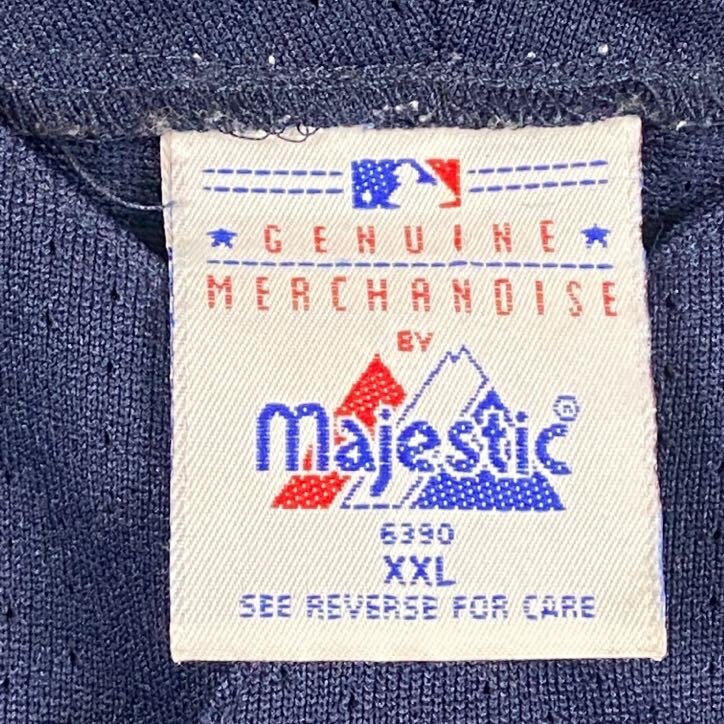 GENUINE
MERCHANDISE
BY
Majestic®
6390
XXL
SEE REVERSE FOR CARE